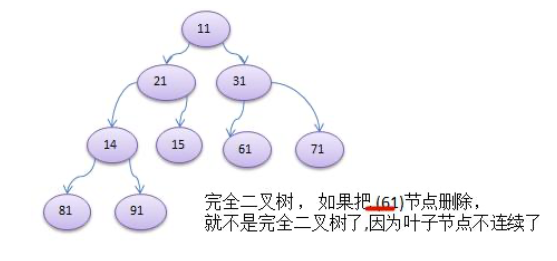 11
21 31
14 15 61 71
81 91
完全二叉树， 如果把 (61)节点删除，
就不是完全二叉树了,因为叶子节点不连续了